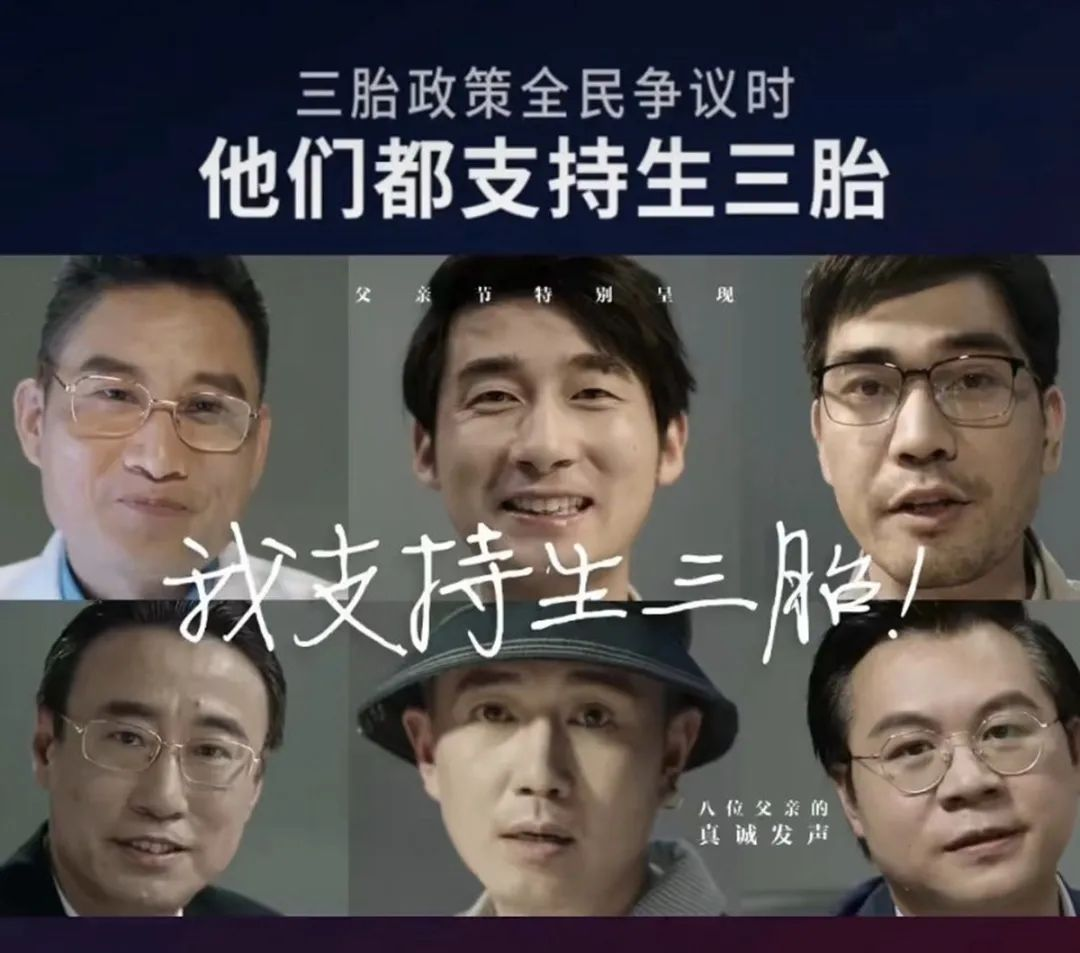 三胎政策全民争议时
他们都支持生三胎
父亲节特别呈现
我支持生三胎！
八位父亲的
真诚发声